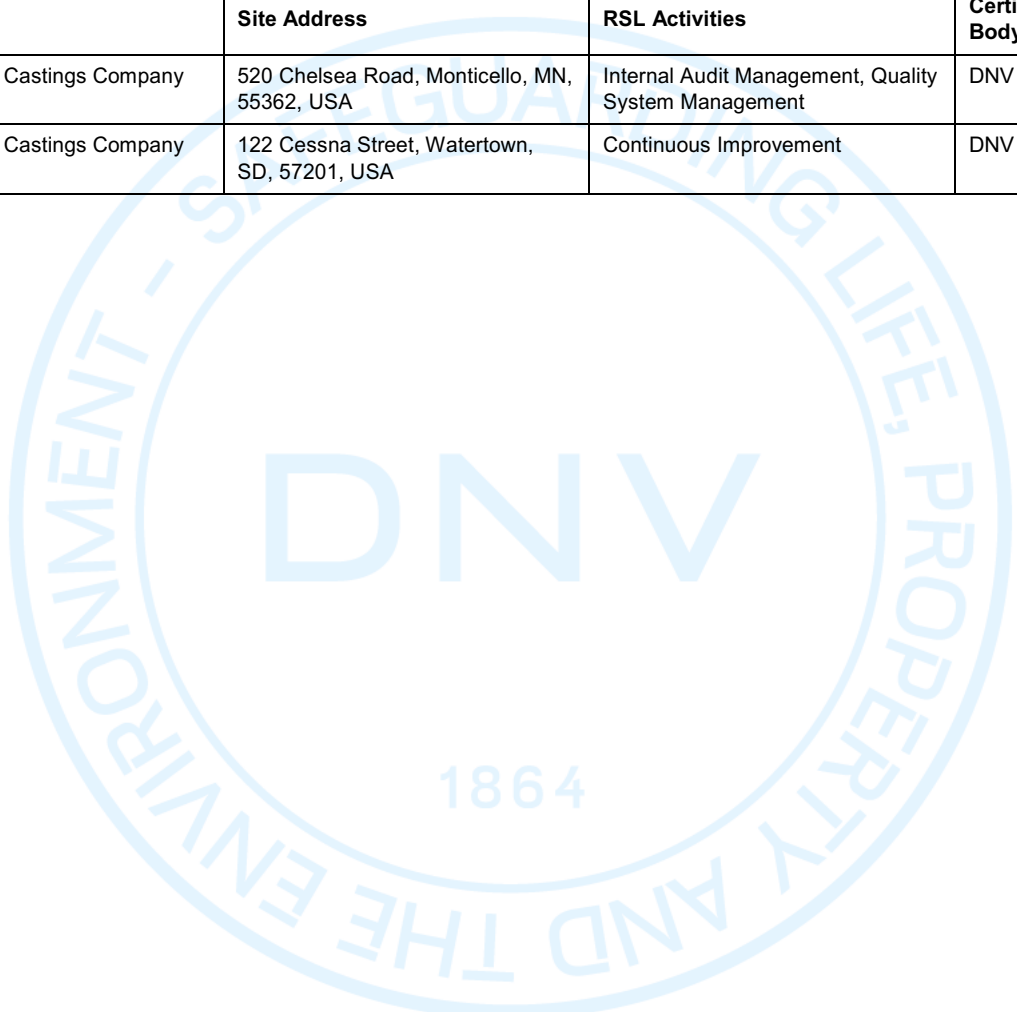 Site Address RSL Activities Certi
Body
Castings Company 520 Chelsea Road, Monticello, MN, Internal Audit Management, Quality DNV
55362, USA System Management
Castings Company 122 Cessna Street, Watertown, Continuous Improvement DNV
SD, 57201, USA
SAFEGUARDING LIFE, PROPERTY AND THE ENVIRONMENT -
DNV
1864